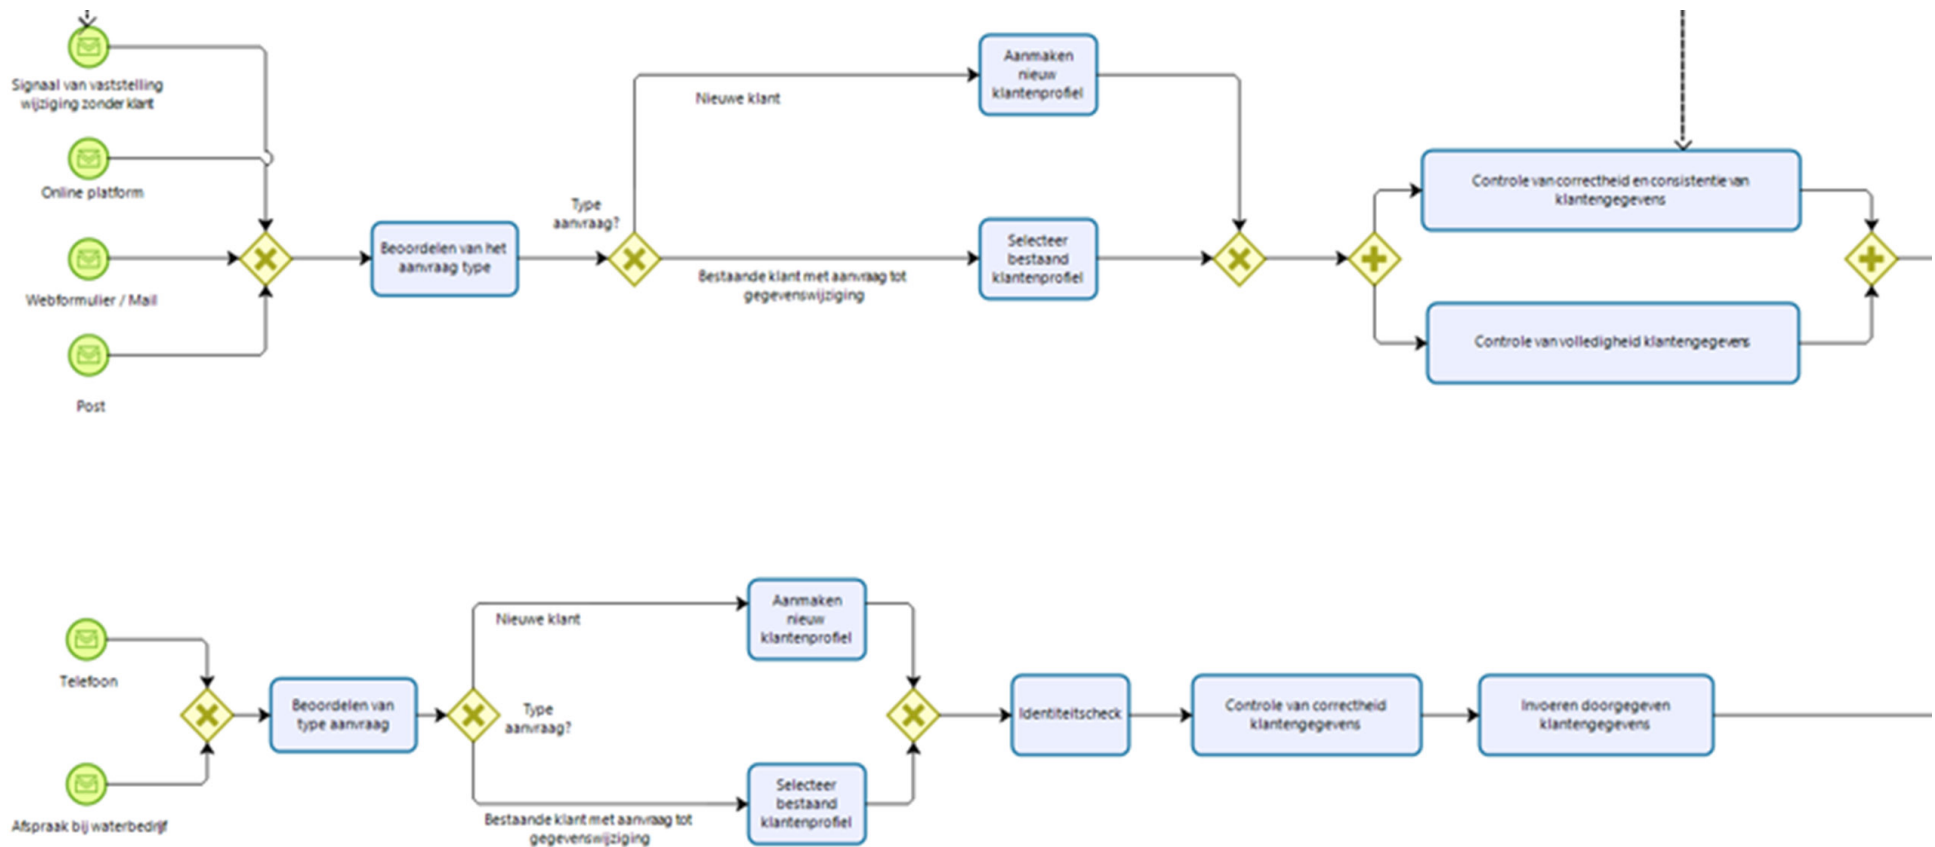 Signaal van vaststelling
wijziging zonder klant
Online platform
Webformulier / Mail
Post
Beoordelen van het
aanvraag type
Type
aanvraag?
Nieuwe klant
Bestaande klant met aanvraag tot
gegevenswijziging
Aanmaken
nieuw
klantenprofiel
Selecteer
bestaand
klantenprofiel
Controle van correctheid en consistentie van
klantengegevens
Controle van volledigheid klantengegevens
Telefoon
Afspraak bij waterbedrijf
Beoordelen van
type aanvraag
Type
aanvraag?
Nieuwe klant
Bestaande klant met aanvraag tot
gegevenswijziging
Aanmaken
nieuw
klantenprofiel
Selecteer
bestaand
klantenprofiel
Identiteitscheck
Controle van correctheid
klantengegevens
Invoeren doorgegeven
klantengegevens